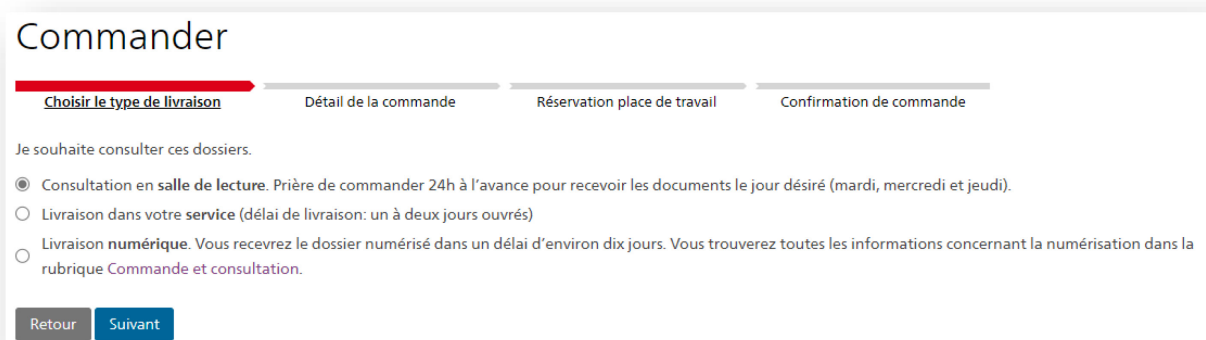 Commander
Choisir le type de livraison
Détail de la commande
Réservation place de travail
Confirmation de commande
Je souhaite consulter ces dossiers.
Consultation en salle de lecture. Prière de commander 24h à l’avance pour recevoir les documents le jour désiré (mardi, mercredi et jeudi).
Livraison dans votre service (délai de livraison: un à deux jours ouvrés)
Livraison numérique. Vous recevrez le dossier numérisé dans un délai d’environ dix jours. Vous trouverez toutes les informations concernant la numérisation dans la
rubrique Commande et consultation.
Retour
Suivant